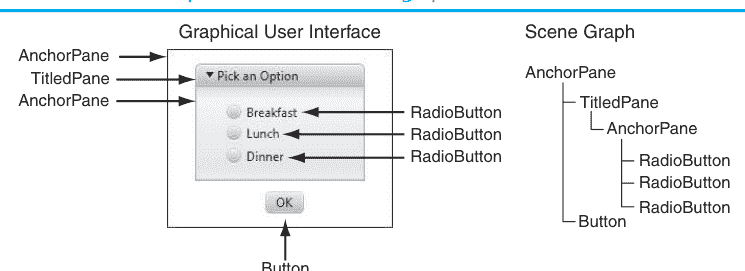 Graphical User Interface
Scene Graph
AnchorPane
TitledPane
AnchorPane
Pick an Option
Breakfast
Lunch
Dinner
OK
RadioButton
RadioButton
RadioButton
Button
AnchorPane
TitledPane
AnchorPane
RadioButton
RadioButton
RadioButton
Button